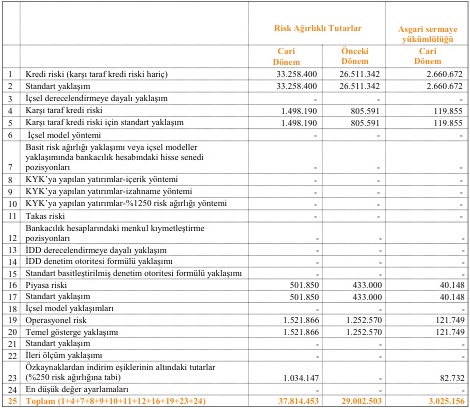 Risk Ağırlıklı Tutarlar Asgari sermaye yükümlülüğü
Cari Dönem Önceki Dönem Cari Dönem
1 Kredi riski (karşı taraf kredi riski hariç) 33.258.400 26.511.342 2.660.672
2 Standart yaklaşım 33.258.400 26.511.342 2.660.672
3 İçsel derecelendirmeye dayalı yaklaşım - - -
4 Karşı taraf kredi riski 1.498.190 805.591 119.855
5 Karşı taraf kredi riski için standart yaklaşım 1.498.190 805.591 119.855
6 İçsel model yöntemi - - -
Basit risk ağırlığı yaklaşımı veya içsel modeller
yaklaşımında bankacılık hesabındaki hisse senedi
7 pozisyonları - - -
8 KYK'ya yapılan yatırımlar-içerik yöntemi - - -
9 KYK'ya yapılan yatırımlar-izahname yöntemi - - -
10 KYK'ya yapılan yatırımlar-%1250 risk ağırlığı yöntemi - - -
11 Takas riski - - -
Bankacılık hesaplarındaki menkul kıymetleştirme
12 pozisyonları - - -
13 İDD derecelendirmeye dayalı yaklaşım - - -
14 İDD denetim otoritesi formülü yaklaşımı - - -
15 Standart basitleştirilmiş denetim otoritesi formülü yaklaşımı - - -
16 Piyasa riski 501.850 433.000 40.148
17 Standart yaklaşım 501.850 433.000 40.148
18 İçsel model yaklaşımları - - -
19 Operasyonel risk 1.521.866 1.252.570 121.749
20 Temel gösterge yaklaşımı 1.521.866 1.252.570 121.749
21 Standart yaklaşım - - -
22 İleri ölçüm yaklaşımı - - -
Özkaynaklardan indirim eşiklerinin altındaki tutarlar
23 (%250 risk ağırlığına tabi) 1.034.147 - 82.732
24 En düşük değer ayarlamaları - - -
25 Toplam (1+4+7+8+9+10+11+12+16+19+23+24) 37.814.453 29.002.503 3.025.156